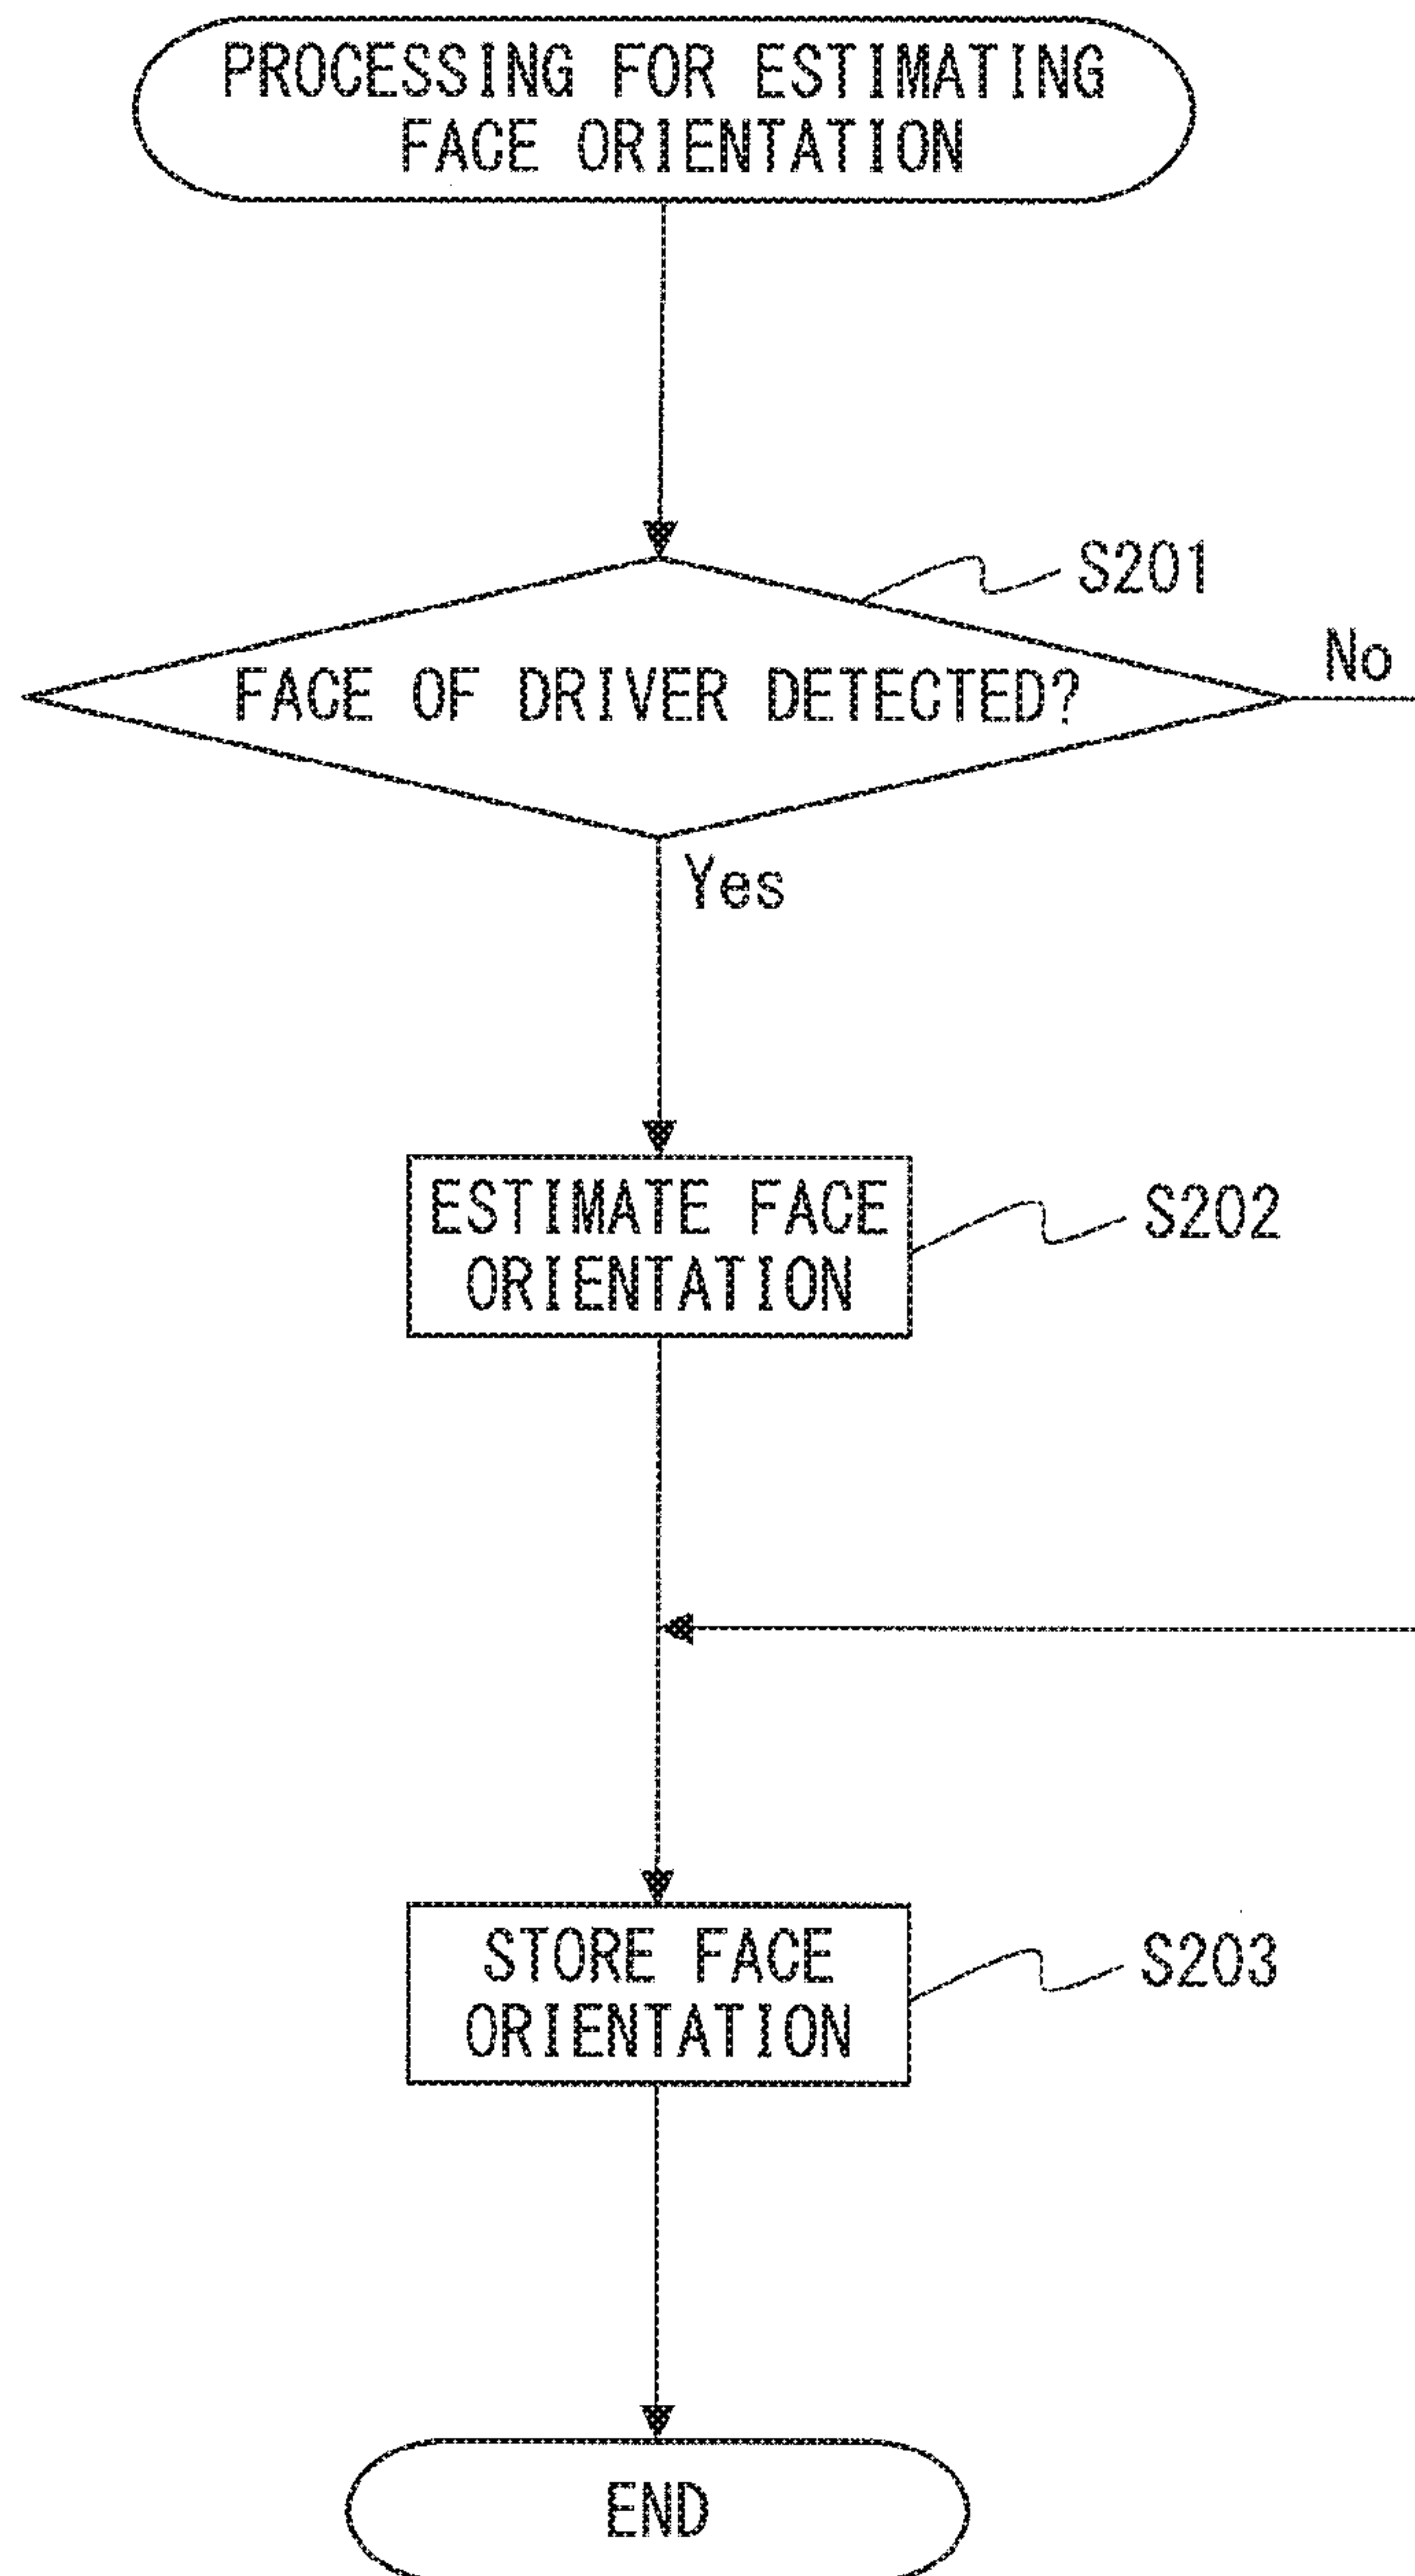 PROCESSING FOR ESTIMATING
FACE ORIENTATION
S201
FACE OF DRIVER DETECTED?
No
Yes
ESTIMATE FACE
ORIENTATION
S202
STORE FACE
ORIENTATION
S203
END